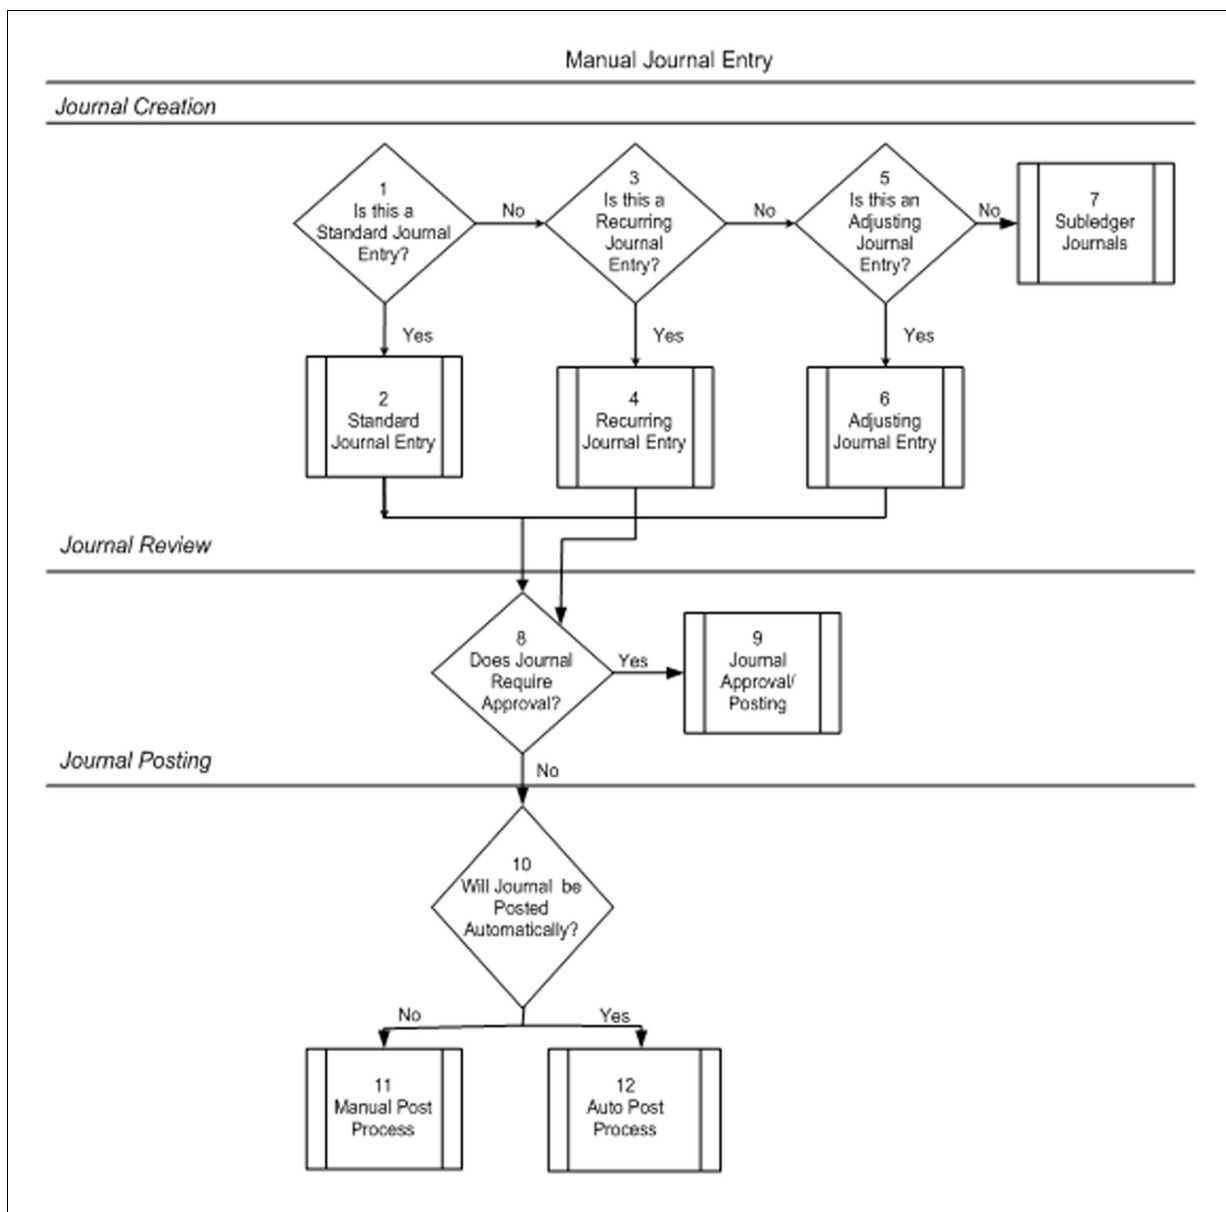 Manual Journal Entry
Journal Creation
1
Is this a
Standard Journal
Entry?
No
3
Is this a
Recurring
Journal
Entry?
No
5
Is this an
Adjusting
Journal
Entry?
No
7
Subledger
Journals
Yes
Yes
Yes
2
Standard
Journal Entry
4
Recurring
Journal Entry
6
Adjusting
Journal Entry
Journal Review
8
Does Journal
Require
Approval?
Yes
9
Journal
Approval/
Posting
Journal Posting
No
10
Will Journal be
Posted
Automatically?
No
Yes
11
Manual Post
Process
12
Auto Post
Process